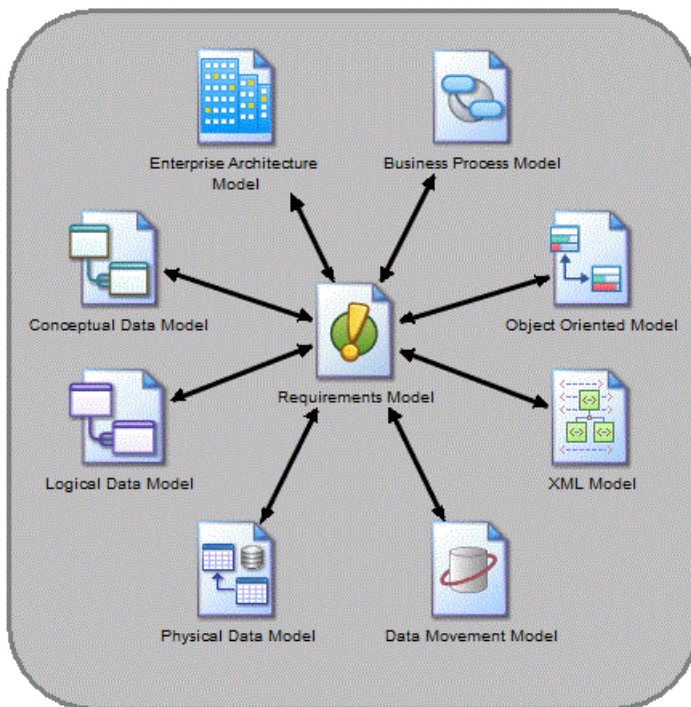 Enterprise Architecture
Model
Business Process Model
Conceptual Data Model
Object Oriented Model
Requirements Model
Logical Data Model
XML Model
Physical Data Model
Data Movement Model